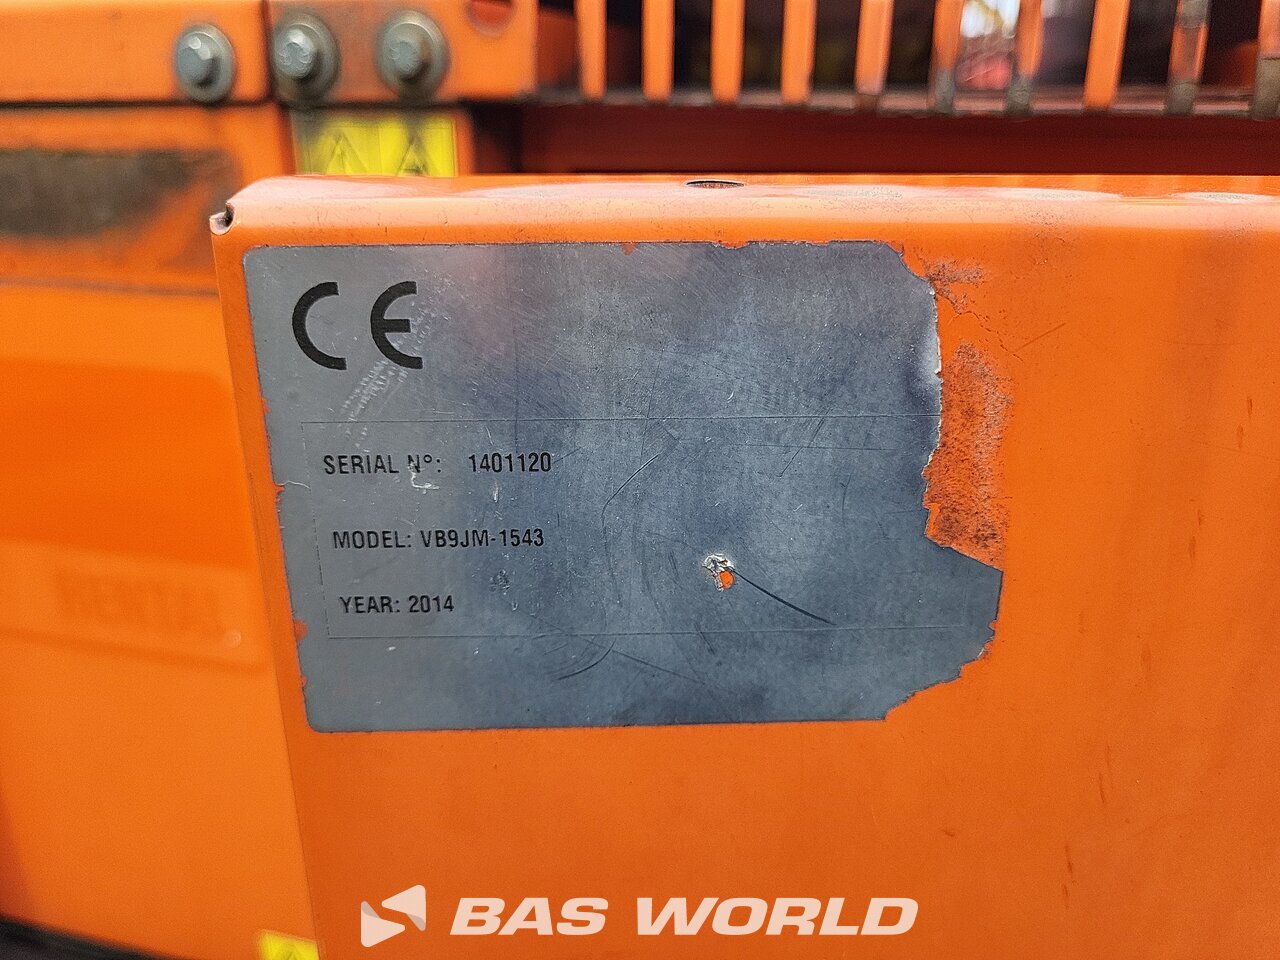 CE
SERIAL N°: 1401120
MODEL: VB9JM-1543
YEAR: 2014
BAS WORLD